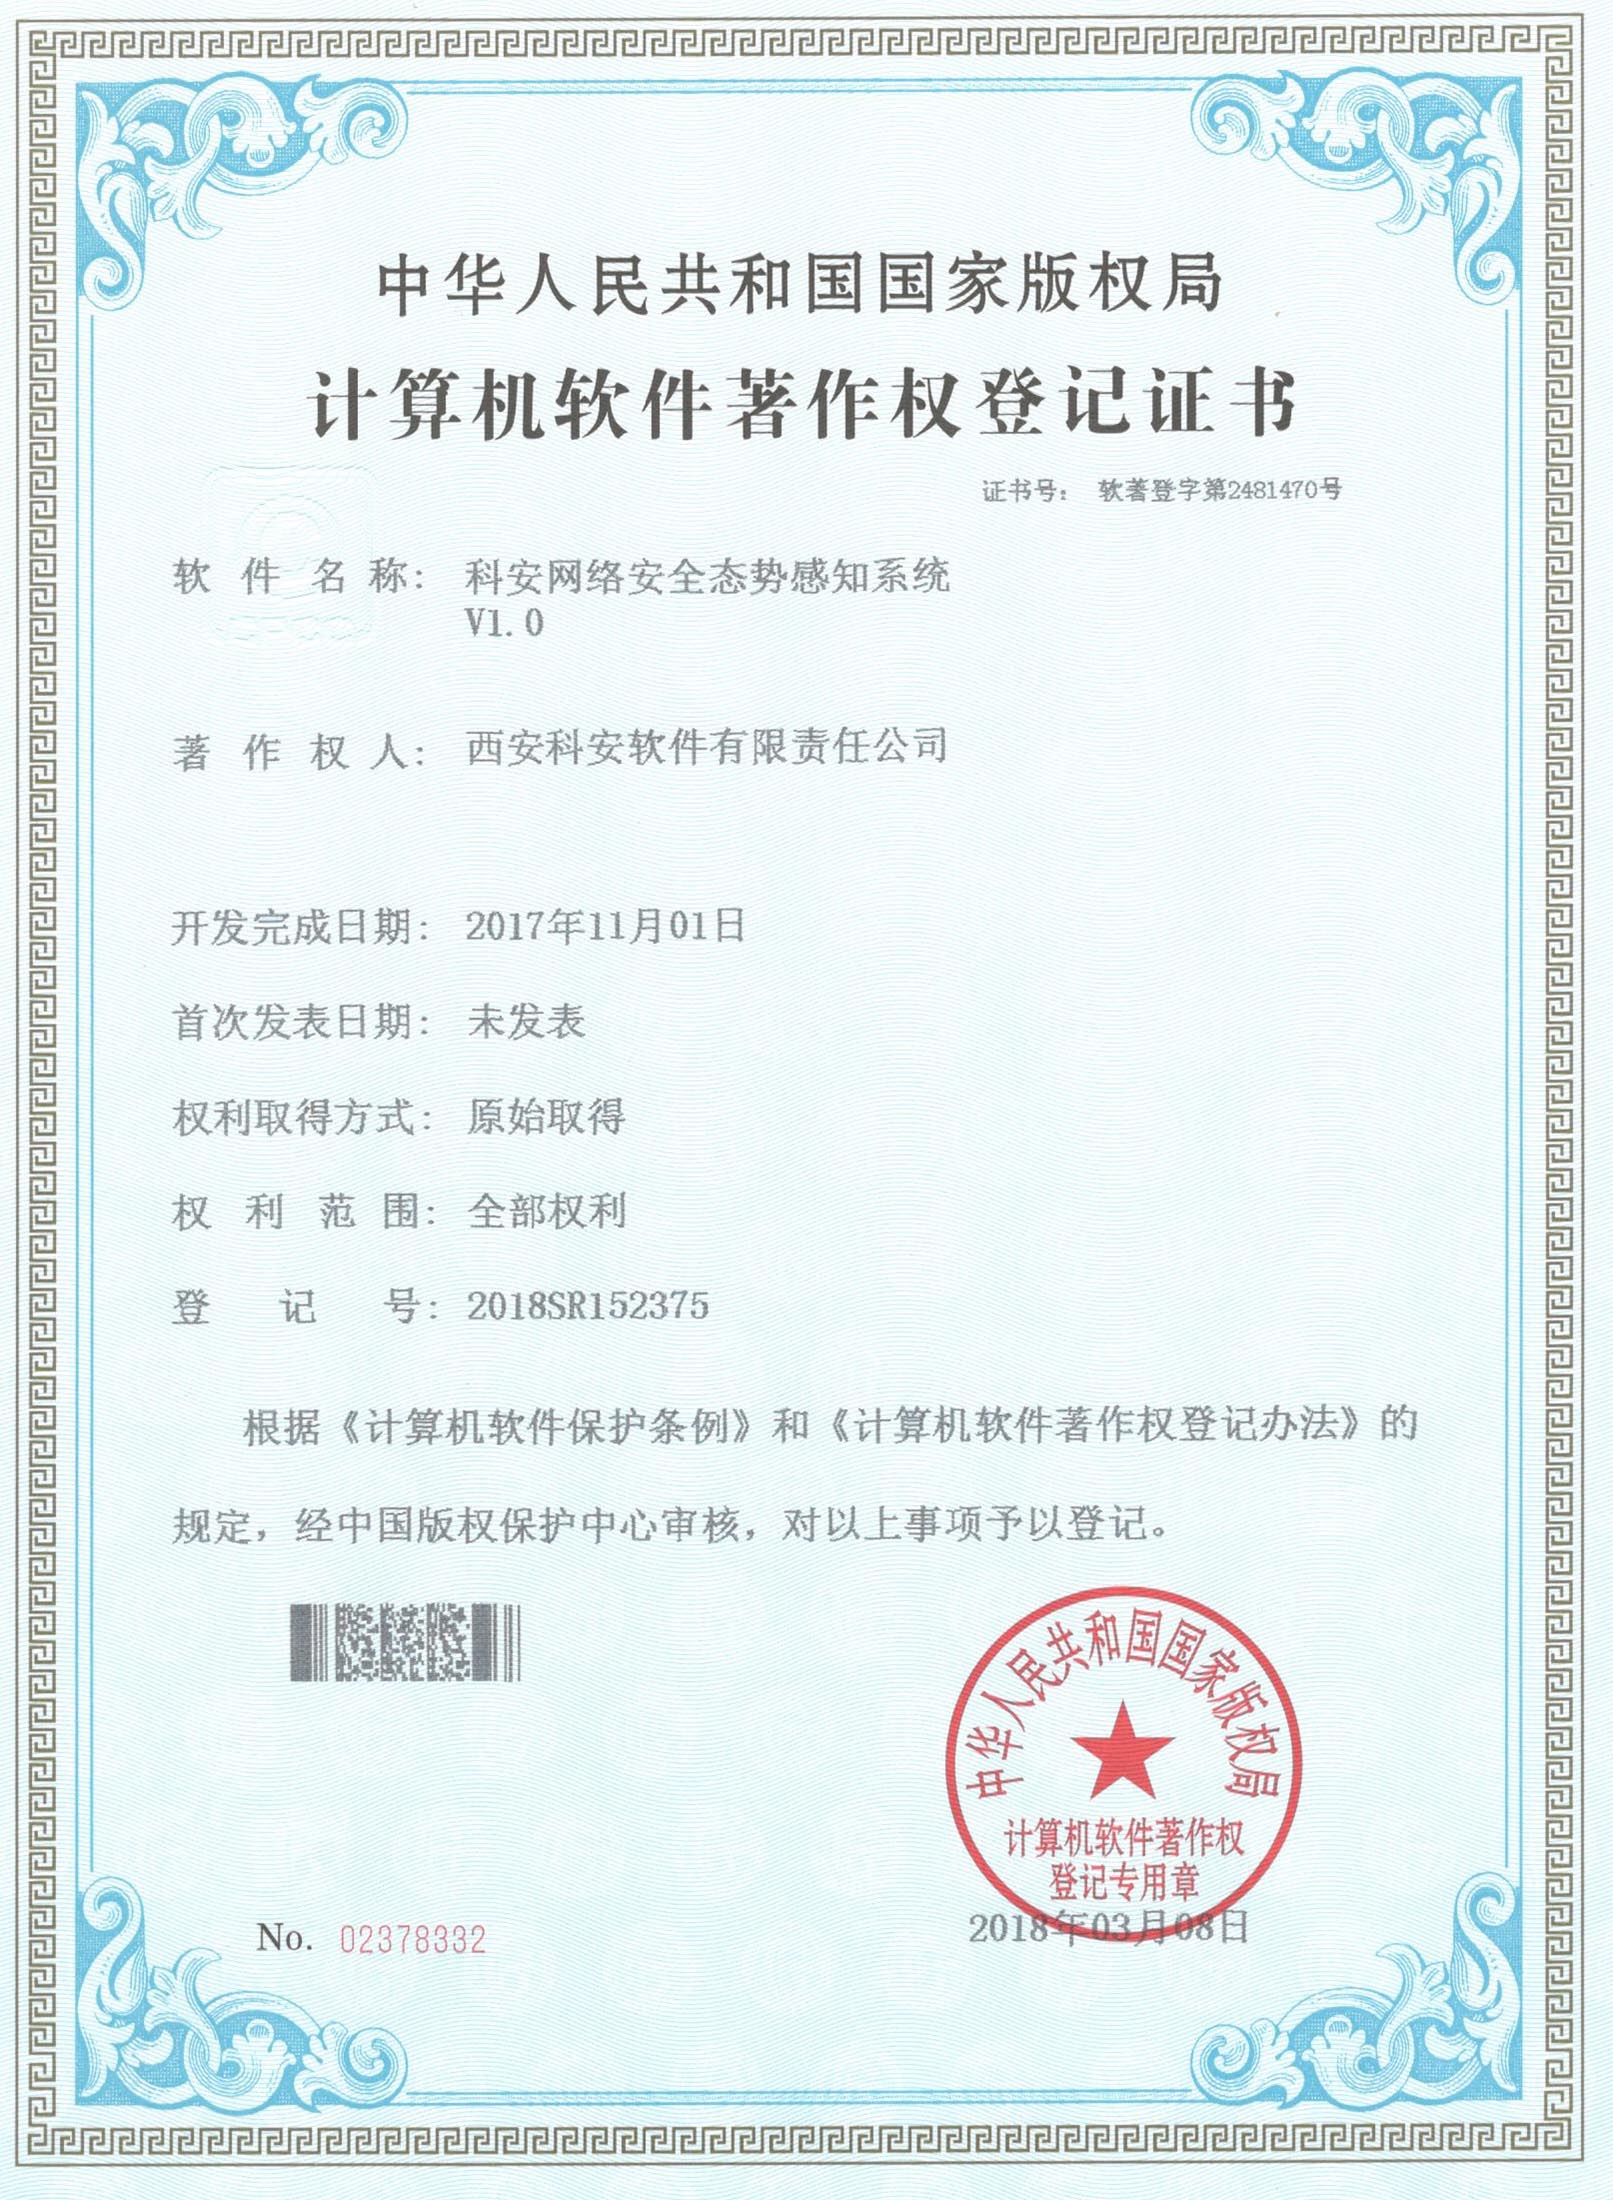 中华人民共和国国家版权局
计算机软件著作权登记证书
证书号： 软著登字第2481470号
软件名称： 科安网络安全态势感知系统
V1.0
著作权人： 西安科安软件有限责任公司
开发完成日期： 2017年11月01日
首次发表日期： 未发表
权利取得方式： 原始取得
权利范围： 全部权利
登记号： 2018SR152375
根据《计算机软件保护条例》和《计算机软件著作权登记办法》的
规定，经中国版权保护中心审核，对以上事项予以登记。
中华人民共和国国家版权局
计算机软件著作权
登记专用章
2018年03月08日
No. 02378332